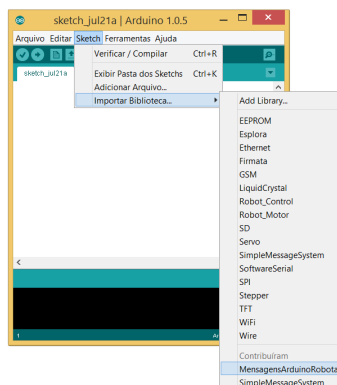 sketch_jul21a | Arduino 1.0.5
Arquivo Editar Sketch Ferramentas Ajuda
Verificar / Compilar Ctrl+R
sketch_jul21a
Exibir Pasta dos Sketchs Ctrl+K
Adicionar Arquivo...
Importar Biblioteca...
Add Library...
EEPROM
Esplora
Ethernet
Firmata
GSM
LiquidCrystal
Robot_Control
Robot_Motor
SD
Servo
SimpleMessageSystem
SoftwareSerial
SPI
Stepper
TFT
WiFi
Wire
1
Contribuíram
MensagensArduinoRobota
SimpleMessageSystem